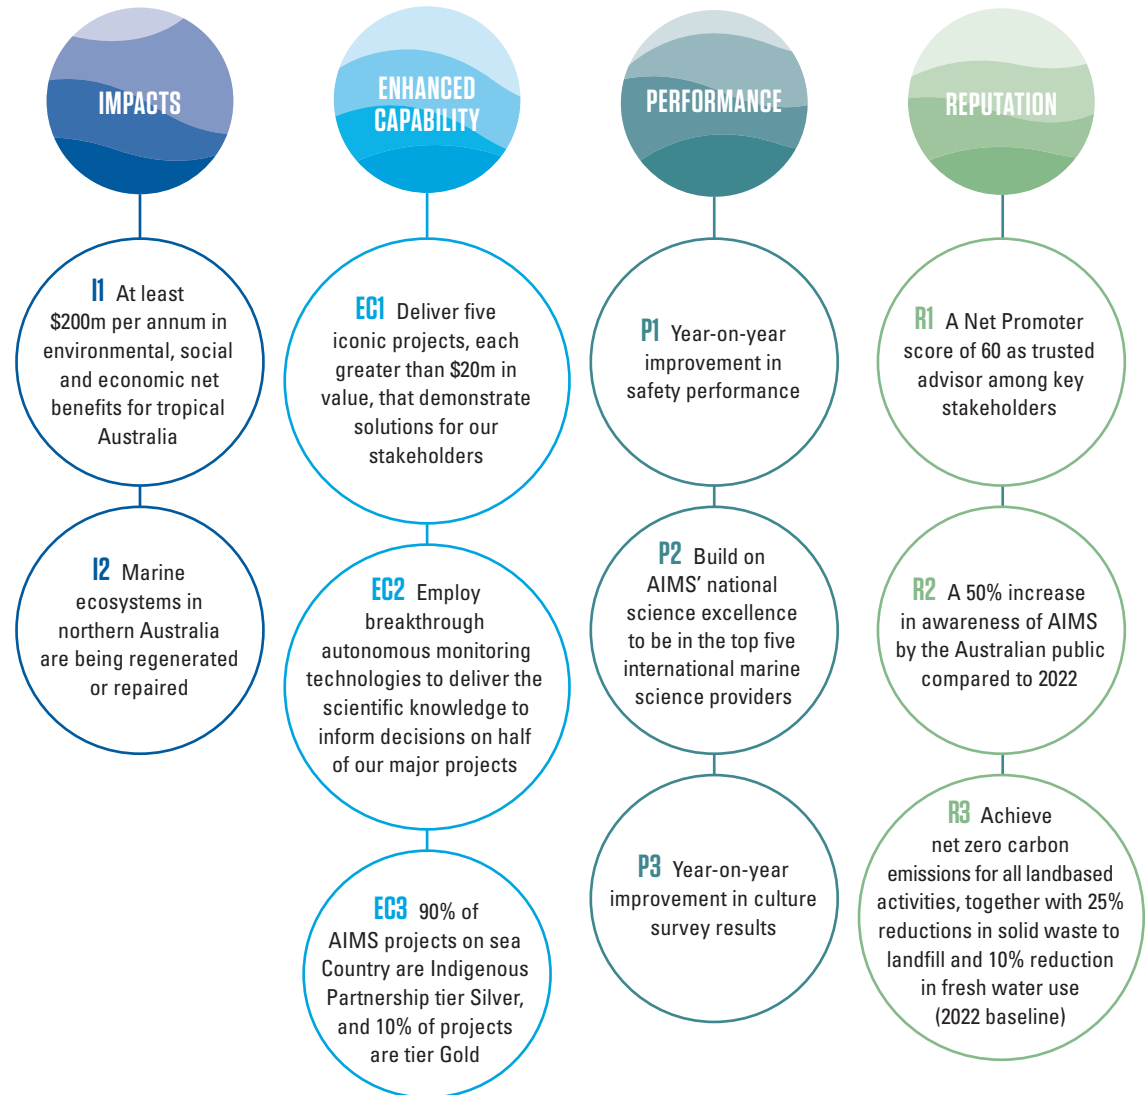 IMPACTS
I1 At least
$200m per annum in
environmental, social
and economic net
benefits for tropical
Australia
I2 Marine
ecosystems in
northern Australia
are being regenerated
or repaired
ENHANCED
CAPABILITY
EC1 Deliver five
iconic projects, each
greater than $20m in
value, that demonstrate
solutions for our
stakeholders
EC2 Employ
breakthrough
autonomous monitoring
technologies to deliver the
scientific knowledge to
inform decisions on half
of our major projects
EC3 90% of
AIMS projects on sea
Country are Indigenous
Partnership tier Silver,
and 10% of projects
are tier Gold
PERFORMANCE
P1 Year-on-year
improvement in
safety performance
P2 Build on
AIMS’ national
science excellence
to be in the top five
international marine
science providers
P3 Year-on-year
improvement in culture
survey results
REPUTATION
R1 A Net Promoter
score of 60 as trusted
advisor among key
stakeholders
R2 A 50% increase
in awareness of AIMS
by the Australian public
compared to 2022
R3 Achieve
net zero carbon
emissions for all landbased
activities, together with 25%
reductions in solid waste to
landfill and 10% reduction
in fresh water use
(2022 baseline)